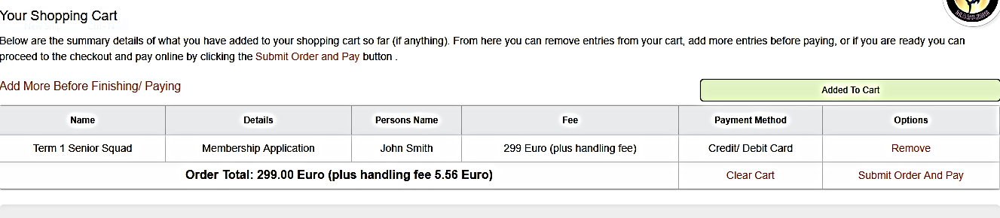 Your Shopping Cart
Below are the summary details of what you have added to your shopping cart so far (if anything). From here you can remove entries from your cart, add more entries before paying, or if you are ready you can
proceed to the checkout and pay online by clicking the Submit Order and Pay button .
Add More Before Finishing/ Paying
Added To Cart
Name Details Persons Name Fee Payment Method Options
Term 1 Senior Squad Membership Application John Smith 299 Euro (plus handling fee) Credit/ Debit Card Remove
Order Total: 299.00 Euro (plus handling fee 5.56 Euro) Clear Cart Submit Order And Pay